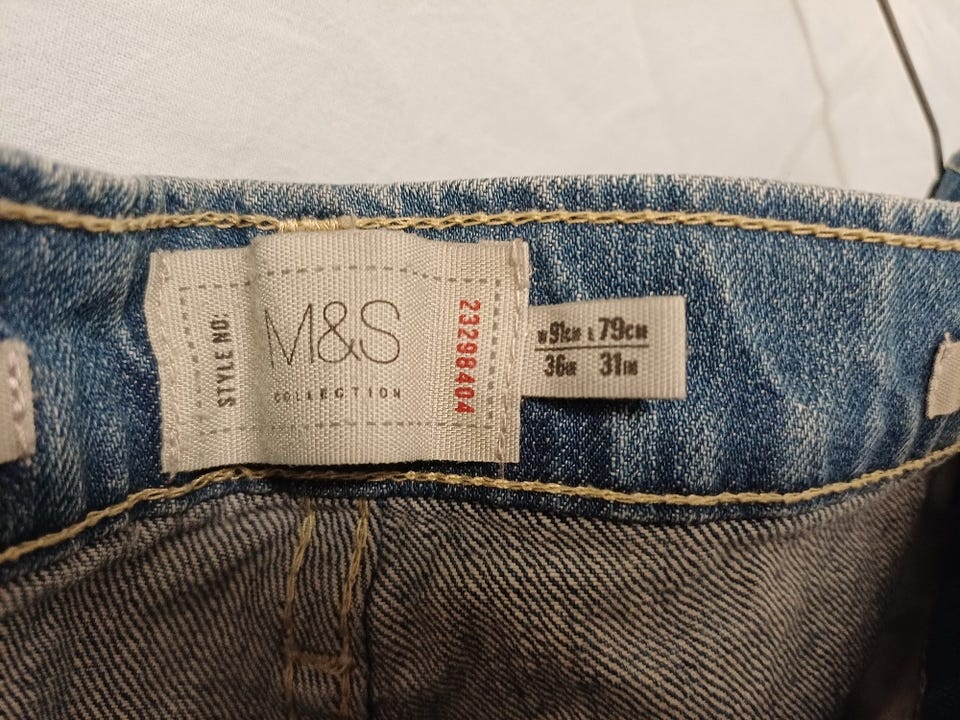 STYLE NO:
M&S
COLLECTION
23298404
W 91CM L 79CM
36IN 31IN